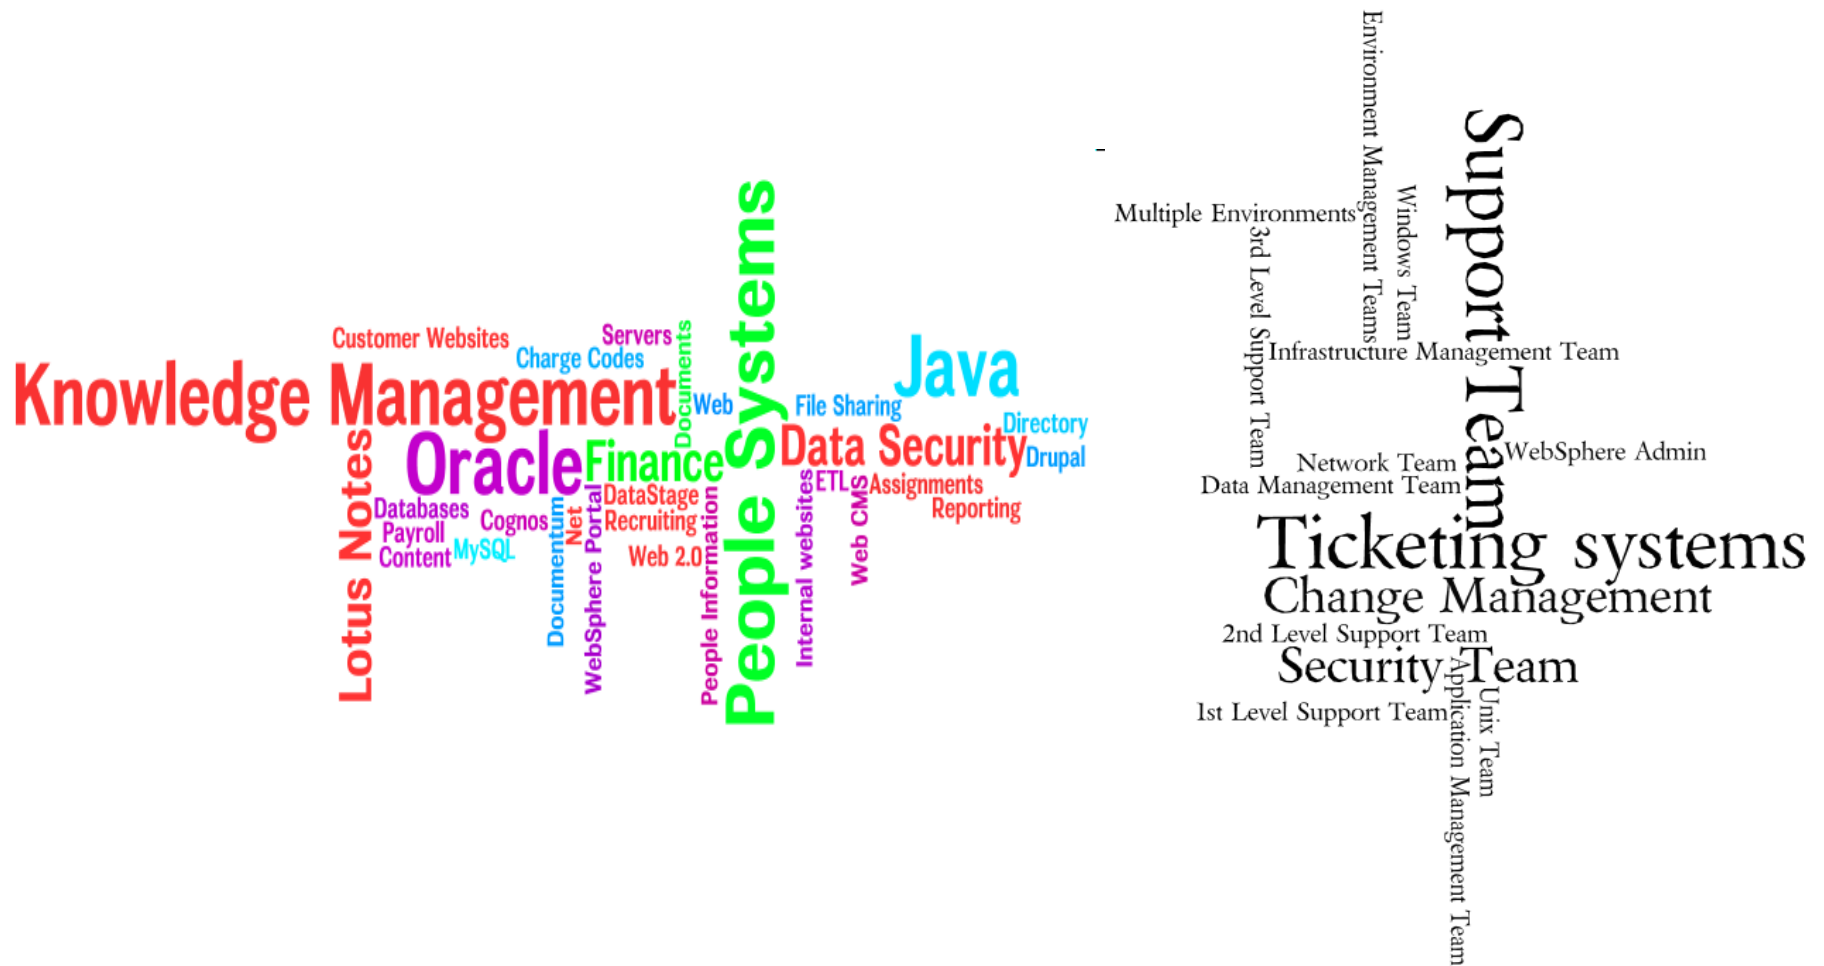 Customer Websites
Servers
Charge Codes
Documents
Knowledge Management
Web
People Systems
File Sharing
Java
Directory
Oracle
Finance
Data Security
Drupal
Lotus Notes
Databases
Payroll
Content
MySQL
Cognos
Documentum
Net
WebSphere Portal
DataStage
Recruiting
Web 2.0
People Information
Internal websites
ETL
Web CMS
Assignments
Reporting
Environment Management Teams
Windows Team
Support Team
Multiple Environments
3rd Level Support Team
Infrastructure Management Team
WebSphere Admin
Network Team
Data Management Team
Ticketing systems
Change Management
2nd Level Support Team
Security Team
1st Level Support Team
Application Management Team
Unix Team